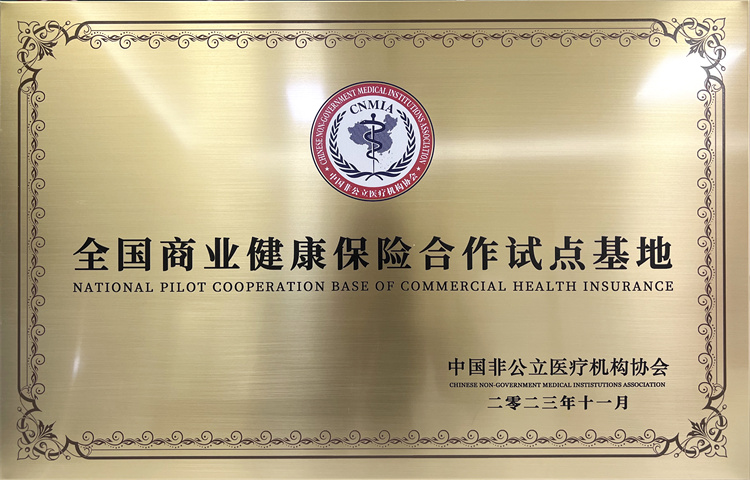 CHINESE NON-GOVERNMENT MEDICAL INSTITUTIONS ASSOCIATION
CNMIA
中国非公立医疗机构协会
全国商业健康保险合作试点基地
NATIONAL PILOT COOPERATION BASE OF COMMERCIAL HEALTH INSURANCE
中国非公立医疗机构协会
CHINESE NON-GOVERNMENT MEDICAL INSTISTUTIONS ASSOCIATION
二零二三年十一月